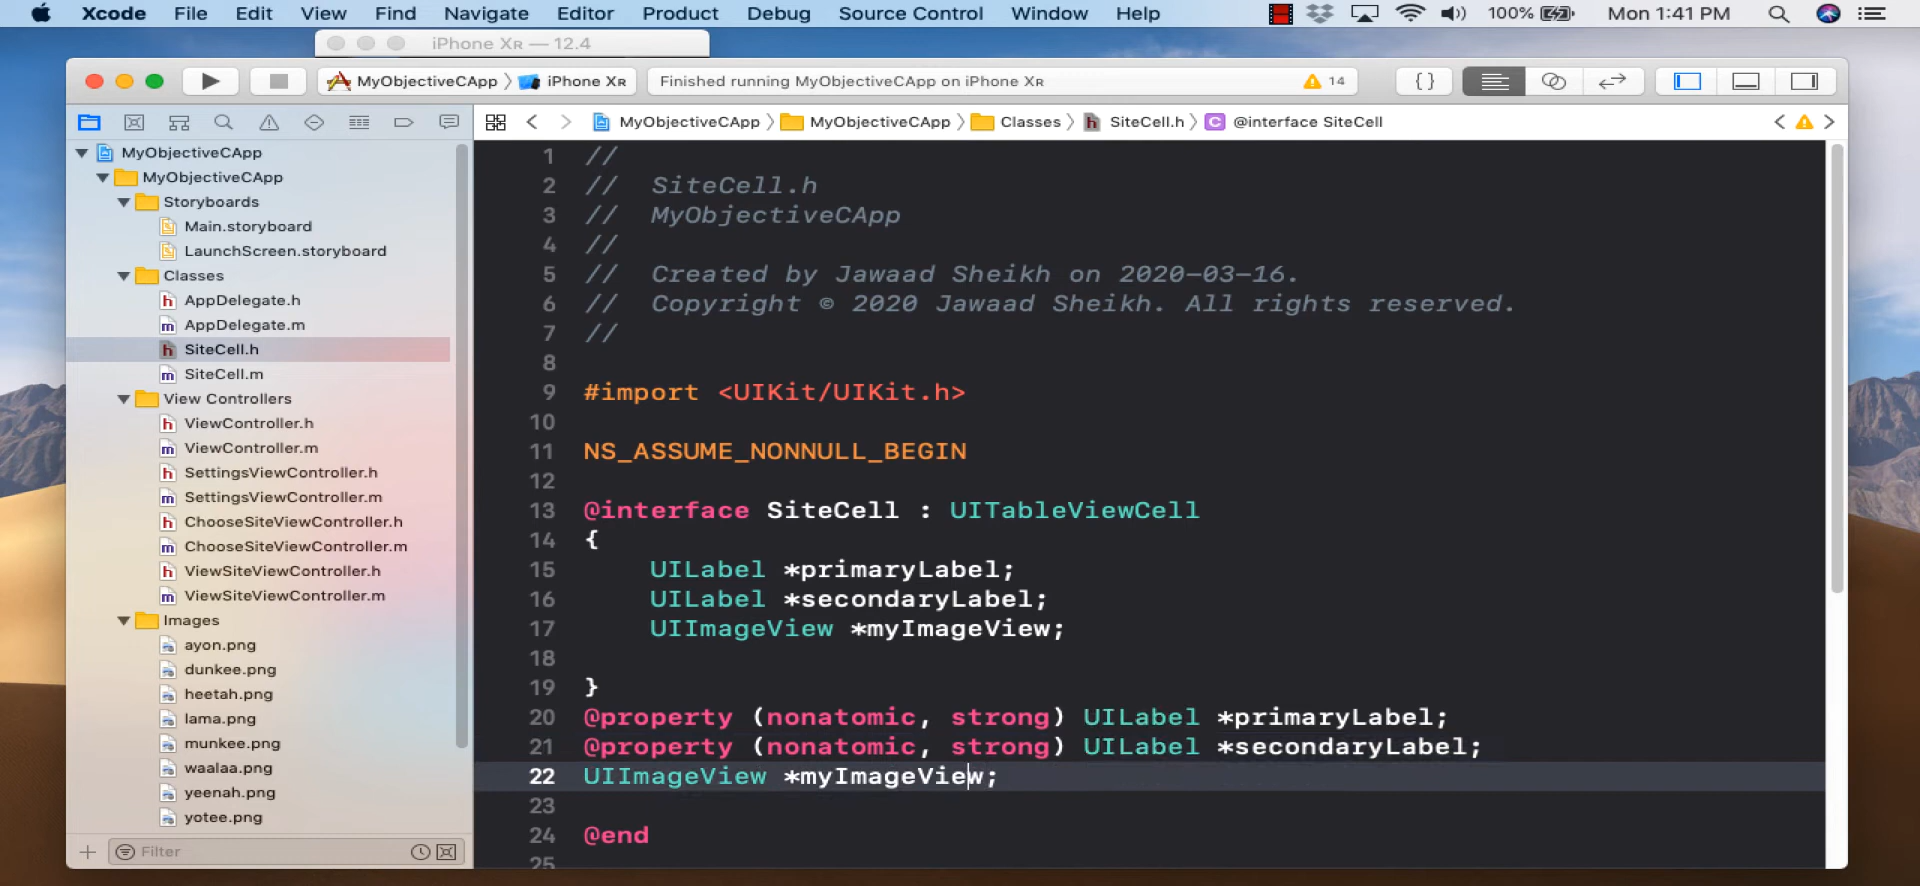 Xcode File Edit View Find Navigate Editor Product Debug Source Control Window Help 100% Mon 1:41 PM
iPhone XR — 12.4
MyObjectiveCApp iPhone XR Finished running MyObjectiveCApp on iPhone XR 14 { }
MyObjectiveCApp MyObjectiveCApp Classes h SiteCell.h C @interface SiteCell
MyObjectiveCApp
MyObjectiveCApp
Storyboards
Main.storyboard
LaunchScreen.storyboard
Classes
h AppDelegate.h
m AppDelegate.m
h SiteCell.h
m SiteCell.m
View Controllers
h ViewController.h
m ViewController.m
h SettingsViewController.h
m SettingsViewController.m
h ChooseSiteViewController.h
m ChooseSiteViewController.m
h ViewSiteViewController.h
m ViewSiteViewController.m
Images
ayon.png
dunkee.png
heetah.png
lama.png
munkee.png
waalaa.png
yeenah.png
yotee.png
Filter
1 //
2 // SiteCell.h
3 // MyObjectiveCApp
4 //
5 // Created by Jawaad Sheikh on 2020-03-16.
6 // Copyright © 2020 Jawaad Sheikh. All rights reserved.
7 //
8
9 #import <UIKit/UIKit.h>
10
11 NS_ASSUME_NONNULL_BEGIN
12
13 @interface SiteCell : UITableViewCell
14 {
15 UILabel *primaryLabel;
16 UILabel *secondaryLabel;
17 UIImageView *myImageView;
18
19 }
20 @property (nonatomic, strong) UILabel *primaryLabel;
21 @property (nonatomic, strong) UILabel *secondaryLabel;
22 UIImageView *myImageView;
23
24 @end
25